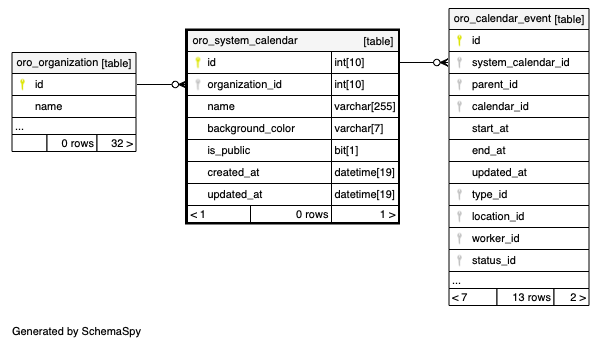 oro_organization [table]
id
name
...
0 rows 32 >
oro_system_calendar [table]
id int[10]
organization_id int[10]
name varchar[255]
background_color varchar[7]
is_public bit[1]
created_at datetime[19]
updated_at datetime[19]
< 1 0 rows 1 >
oro_calendar_event [table]
id
system_calendar_id
parent_id
calendar_id
start_at
end_at
updated_at
type_id
location_id
worker_id
status_id
...
< 7 13 rows 2 >
Generated by SchemaSpy